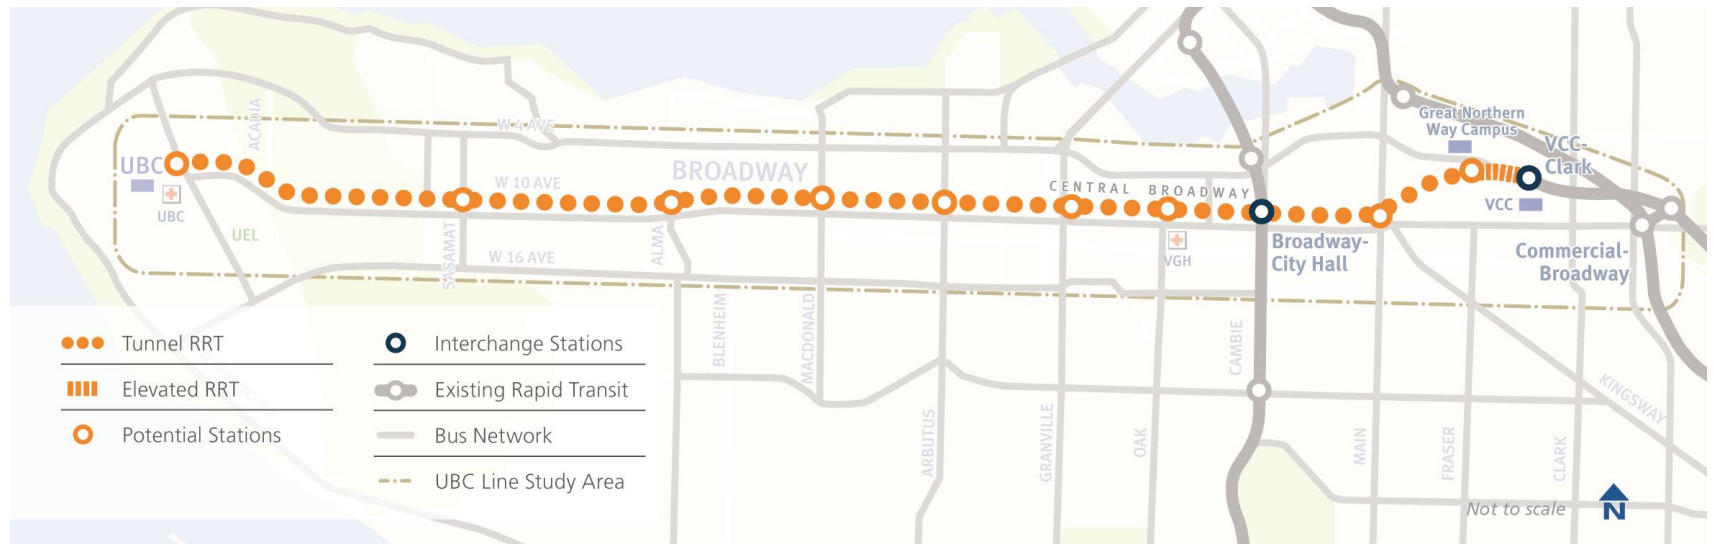 Great Northern
Way Campus
VCC-
Clark
ACADIA
W 4 AVE
UBC
BROADWAY
W 10 AVE
CENTRAL BROADWAY
UBC
VCC
UEL
SASAMAT
ALMA
W 16 AVE
VGH
Broadway-
City Hall
Commercial-
Broadway
BLENHEIM
MACDONALD
CAMBIE
ARBUTUS
GRANVILLE
OAK
MAIN
FRASER
CLARK
KINGSWAY
Tunnel RRT
Elevated RRT
Potential Stations
Interchange Stations
Existing Rapid Transit
Bus Network
UBC Line Study Area
Not to scale
N